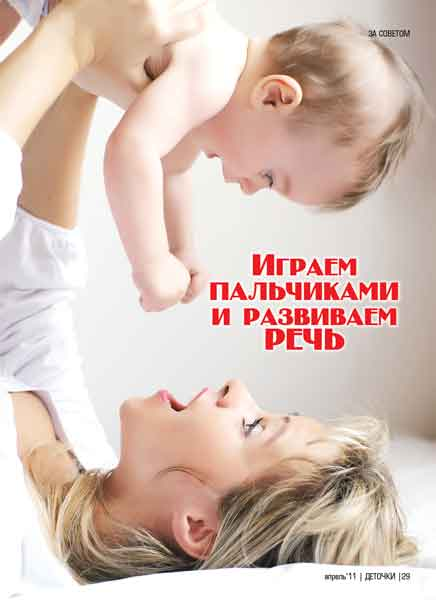 ЗА СОВЕТОМ
ИГРАЕМ
ПАЛЬЧИКАМИ
И РАЗВИВАЕМ
РЕЧЬ
апрель'11 | ДЕТОЧКИ |29